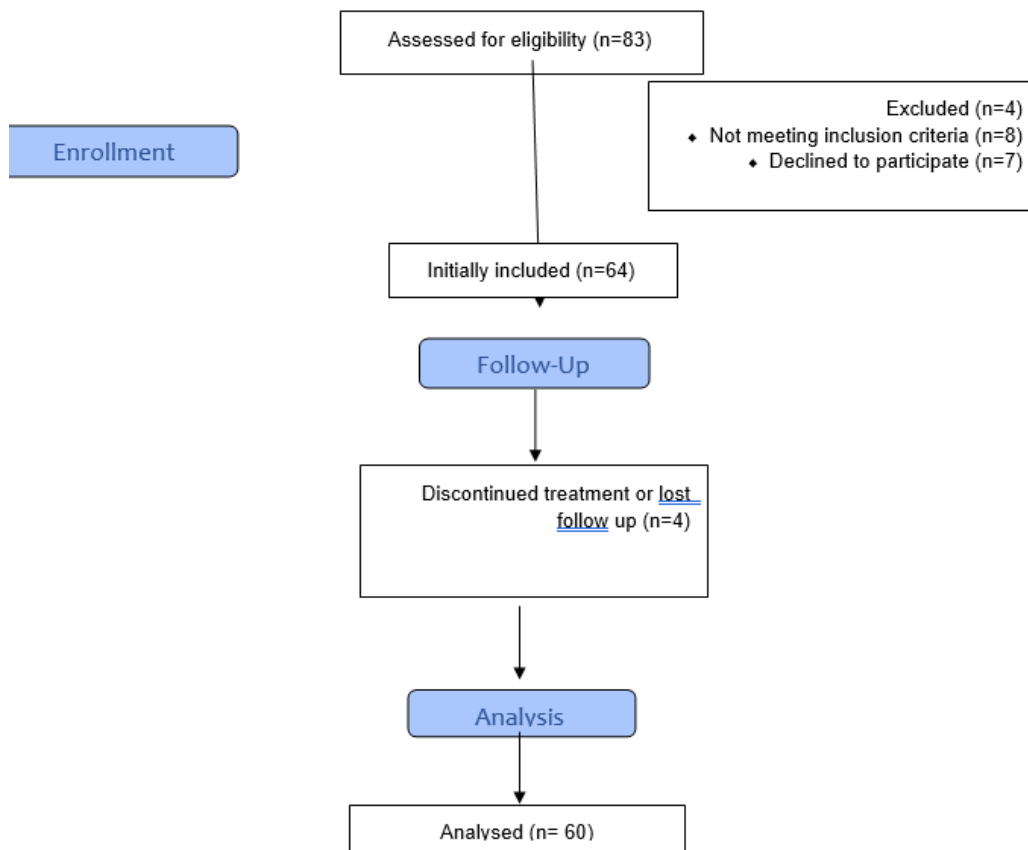 Assessed for eligibility (n=83)
Excluded (n=4)
⬥ Not meeting inclusion criteria (n=8)
⬥ Declined to participate (n=7)
Enrollment
Initially included (n=64)
Follow-Up
Discontinued treatment or lost
follow up (n=4)
Analysis
Analysed (n= 60)